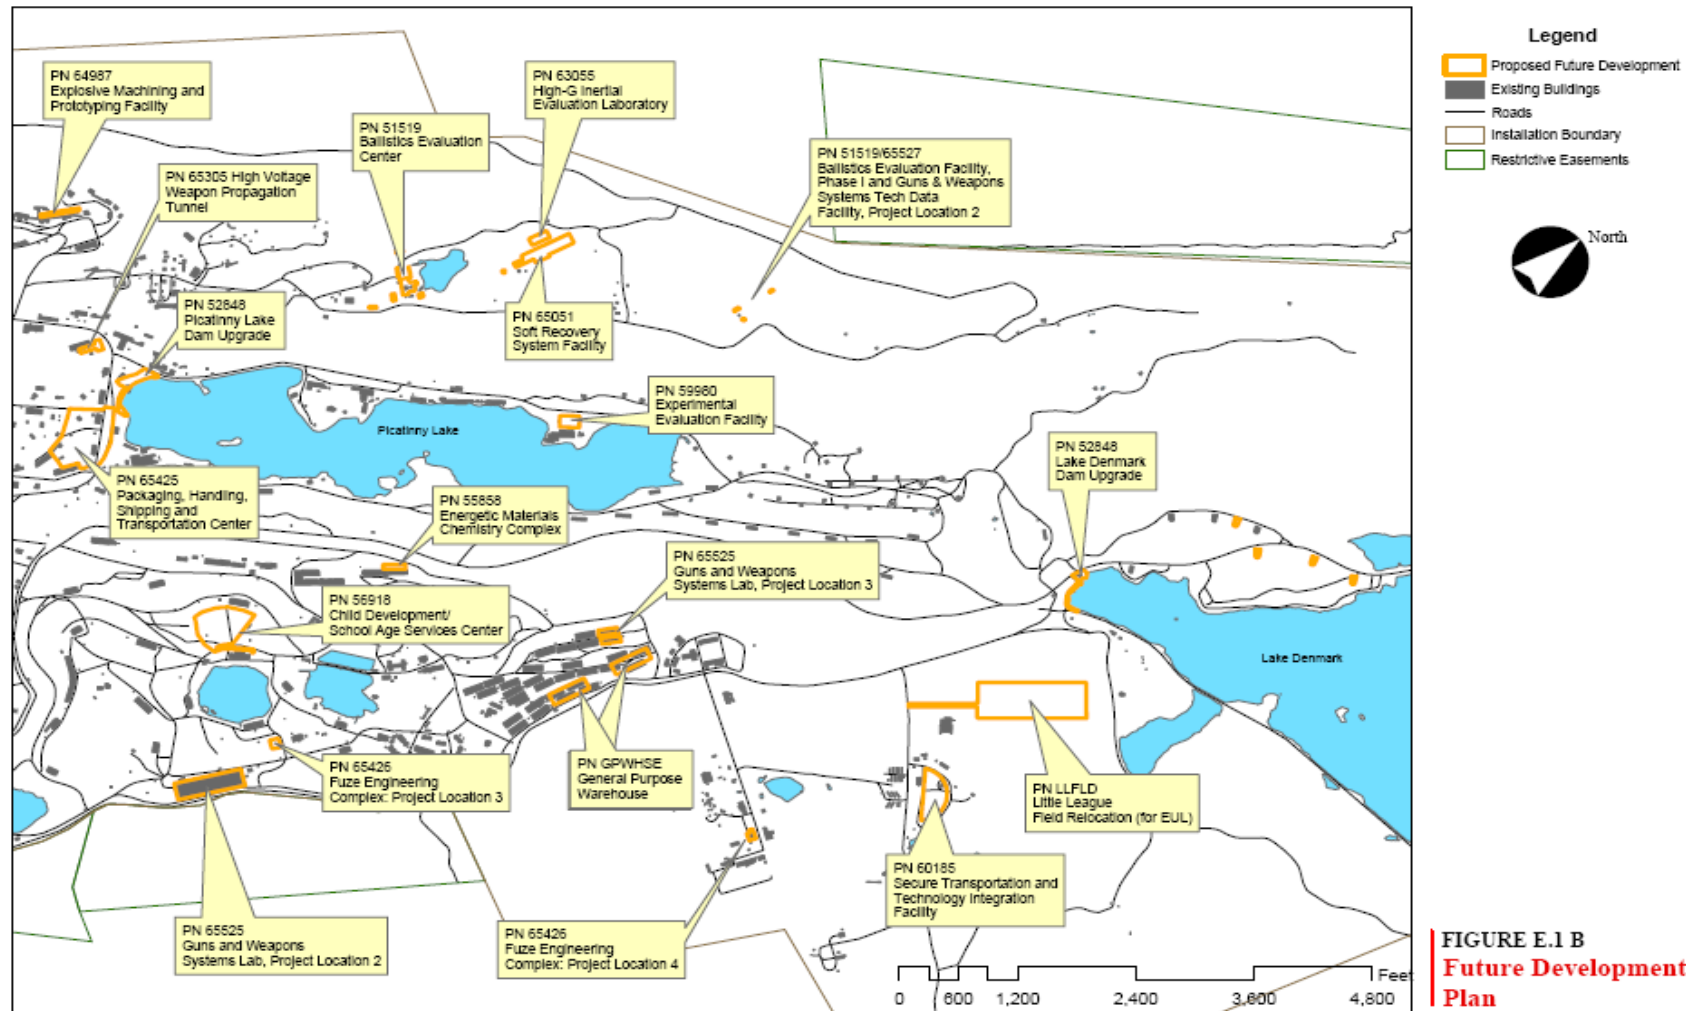 PN 64987
Explosive Machining and
Prototyping Facility
PN 63055
High-G Inertial
Evaluation Laboratory
PN 51519
Ballistics Evaluation
Center
PN 51519/65527
Ballistics Evaluation Facility,
Phase I and Guns & Weapons
Systems Tech Data
Facility, Project Location 2
PN 65305 High Voltage
Weapon Propagation
Tunnel
PN 52848
Picatinny Lake
Dam Upgrade
PN 65051
Soft Recovery
System Facility
PN 59980
Experimental
Evaluation Facility
Picatinny Lake
PN 52848
Lake Denmark
Dam Upgrade
PN 65425
Packaging, Handling,
Shipping and
Transportation Center
PN 55858
Energetic Materials
Chemistry Complex
PN 65525
Guns and Weapons
Systems Lab, Project Location 3
PN 56918
Child Development/
School Age Services Center
Lake Denmark
PN 65426
Fuze Engineering
Complex: Project Location 3
PN GPWHSE
General Purpose
Warehouse
PN LLFLD
Little League
Field Relocation (for EUL)
PN 60185
Secure Transportation and
Technology Integration
Facility
PN 65525
Guns and Weapons
Systems Lab, Project Location 2
PN 65426
Fuze Engineering
Complex: Project Location 4
Feet
0 600 1,200 2,400 3,600 4,800
Legend
Proposed Future Development
Existing Buildings
Roads
Installation Boundary
Restrictive Easements
North
FIGURE E.1 B
Future Development
Plan